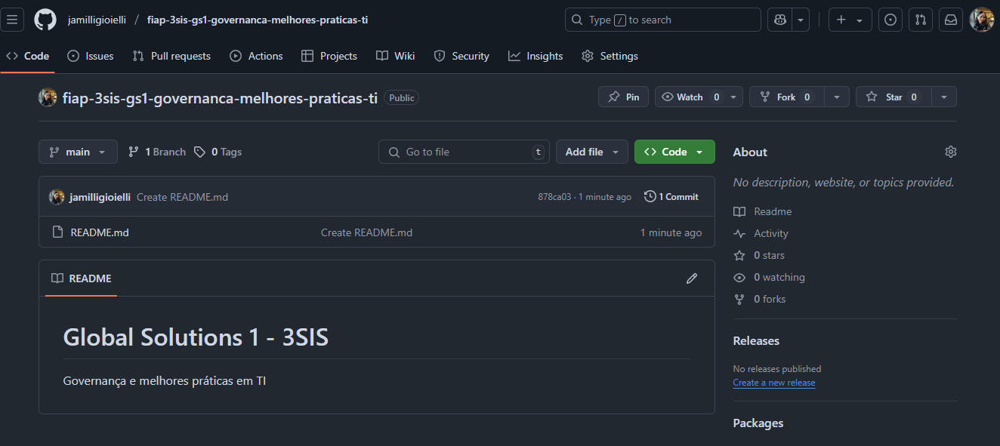 jamilligioielli / fiap-3sis-gs1-governanca-melhores-praticas-ti
Type / to search
Code Issues Pull requests Actions Projects Wiki Security Insights Settings
fiap-3sis-gs1-governanca-melhores-praticas-ti Public
Pin Watch 0 Fork 0 Star 0
main 1 Branch 0 Tags Go to file t Add file Code
About
No description, website, or topics provided.
jamilligioielli Create README.md 878ca03 · 1 minute ago 1 Commit
README.md Create README.md 1 minute ago
README
Global Solutions 1 - 3SIS
Governança e melhores práticas em TI
Readme
Activity
0 stars
0 watching
0 forks
Releases
No releases published
Create a new release
Packages